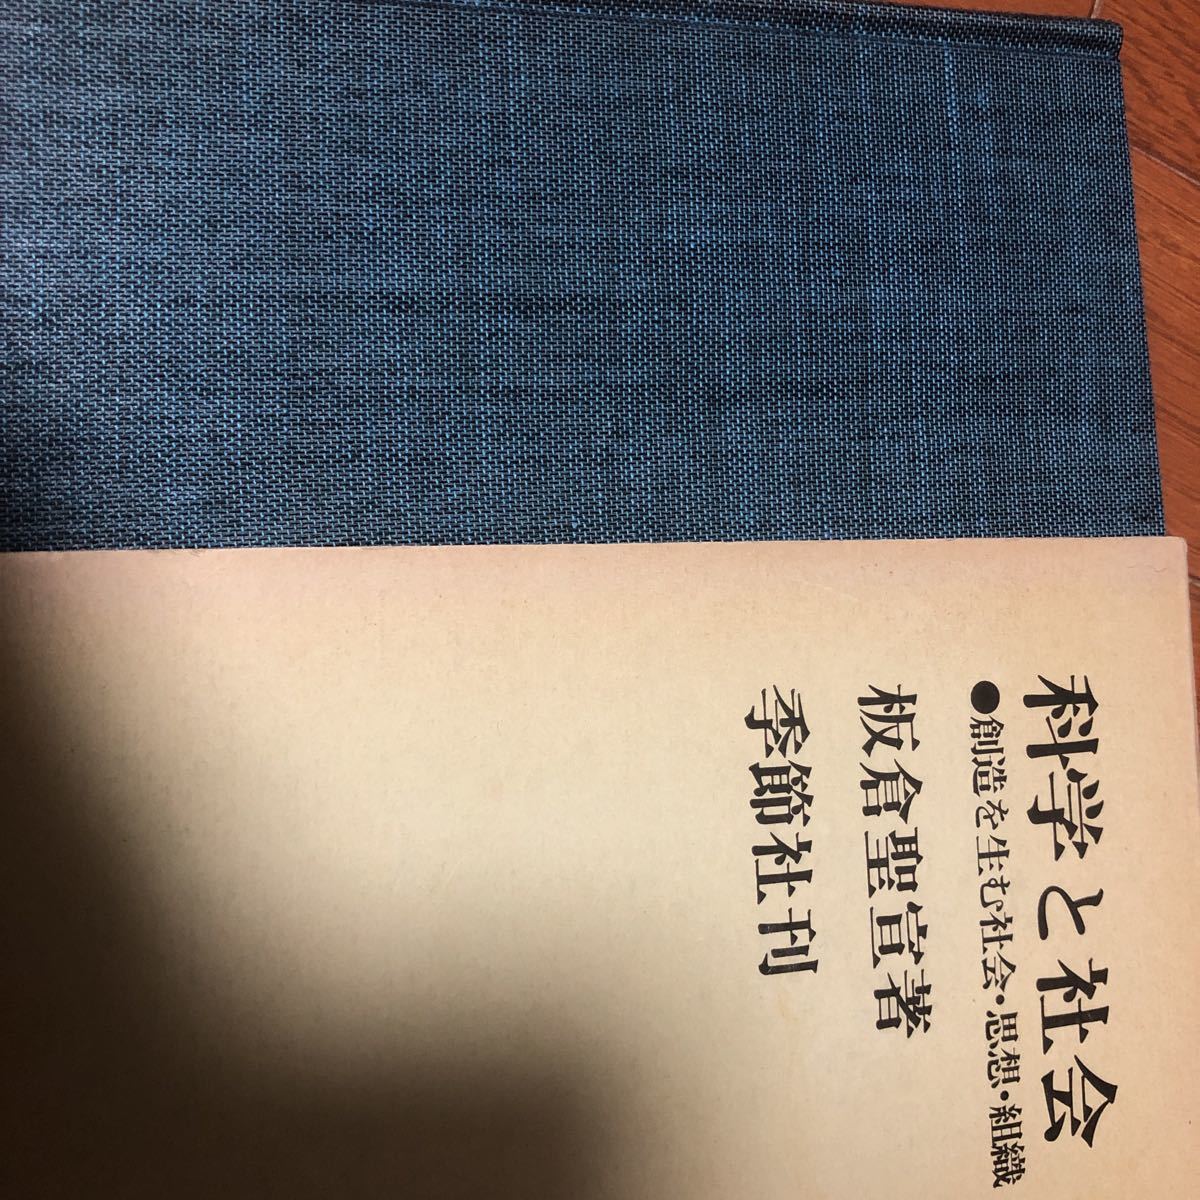 科学と社会
●創造を生む社会・思想・組織
板倉聖宣著
季節社刊